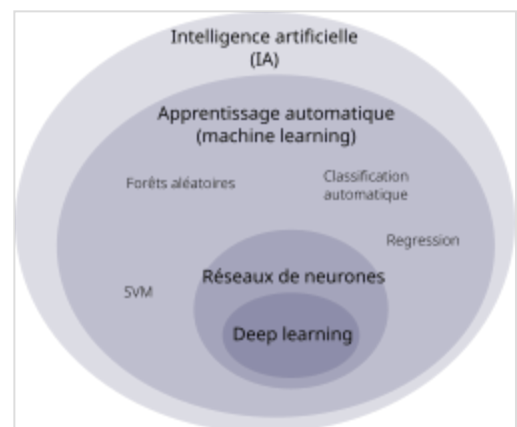 Intelligence artificielle
(IA)
Apprentissage automatique
(machine learning)
Forêts aléatoires
Classification
automatique
Regression
Réseaux de neurones
SVM
Deep learning